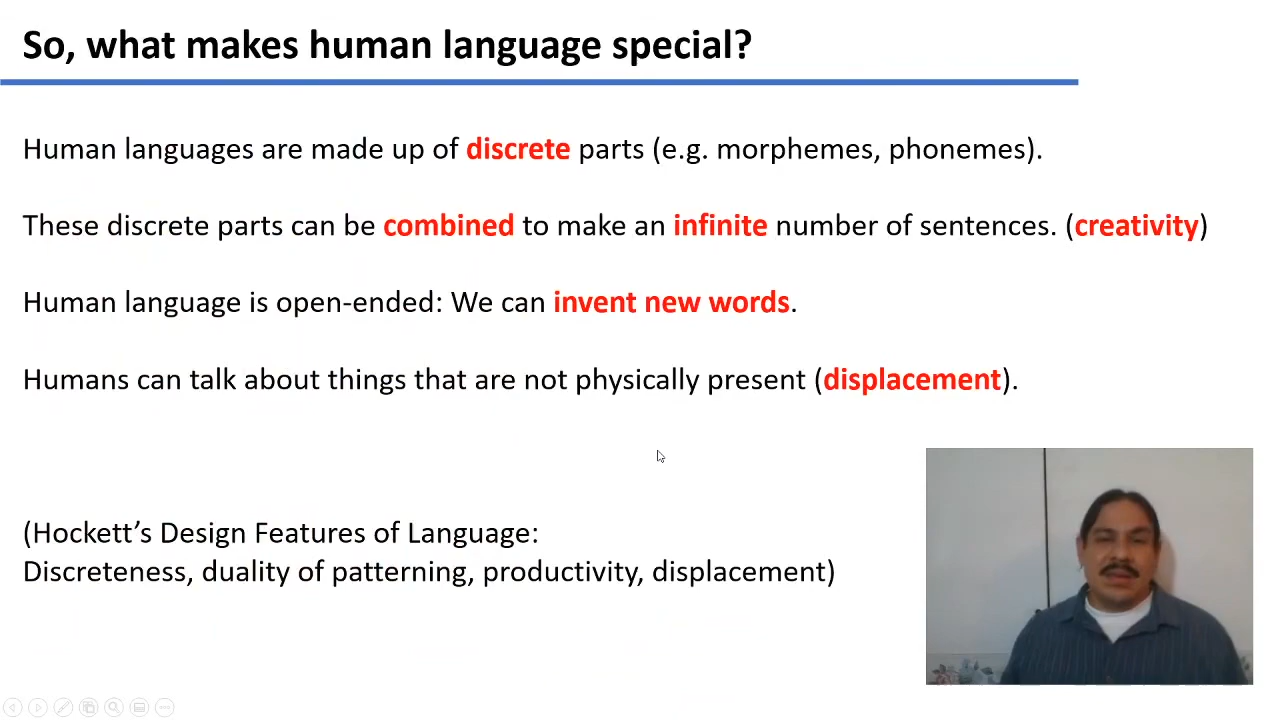 So, what makes human language special?
Human languages are made up of discrete parts (e.g. morphemes, phonemes).
These discrete parts can be combined to make an infinite number of sentences. (creativity)
Human language is open-ended: We can invent new words.
Humans can talk about things that are not physically present (displacement).
(Hockett’s Design Features of Language:
Discreteness, duality of patterning, productivity, displacement)